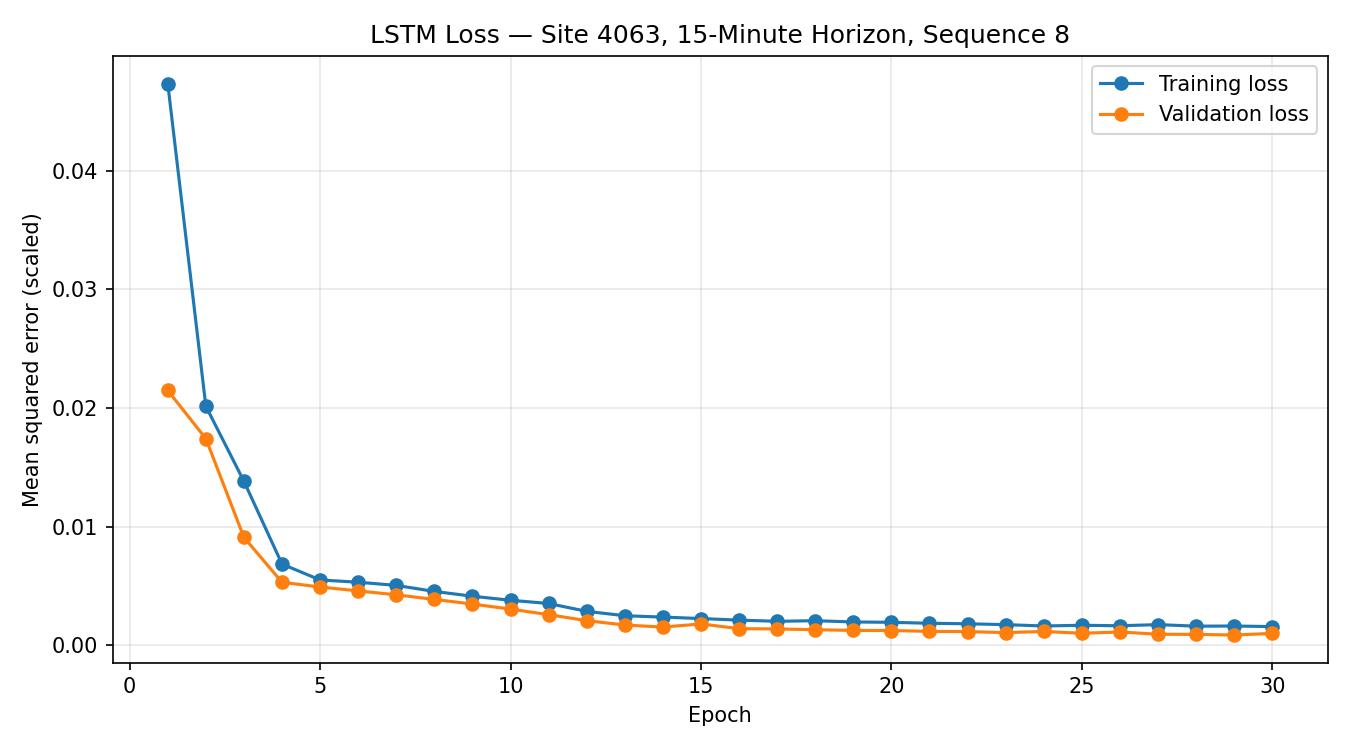 LSTM Loss — Site 4063, 15-Minute Horizon, Sequence 8
Training loss
Validation loss
Mean squared error (scaled)
0.04
0.03
0.02
0.01
0.00
0 5 10 15 20 25 30
Epoch